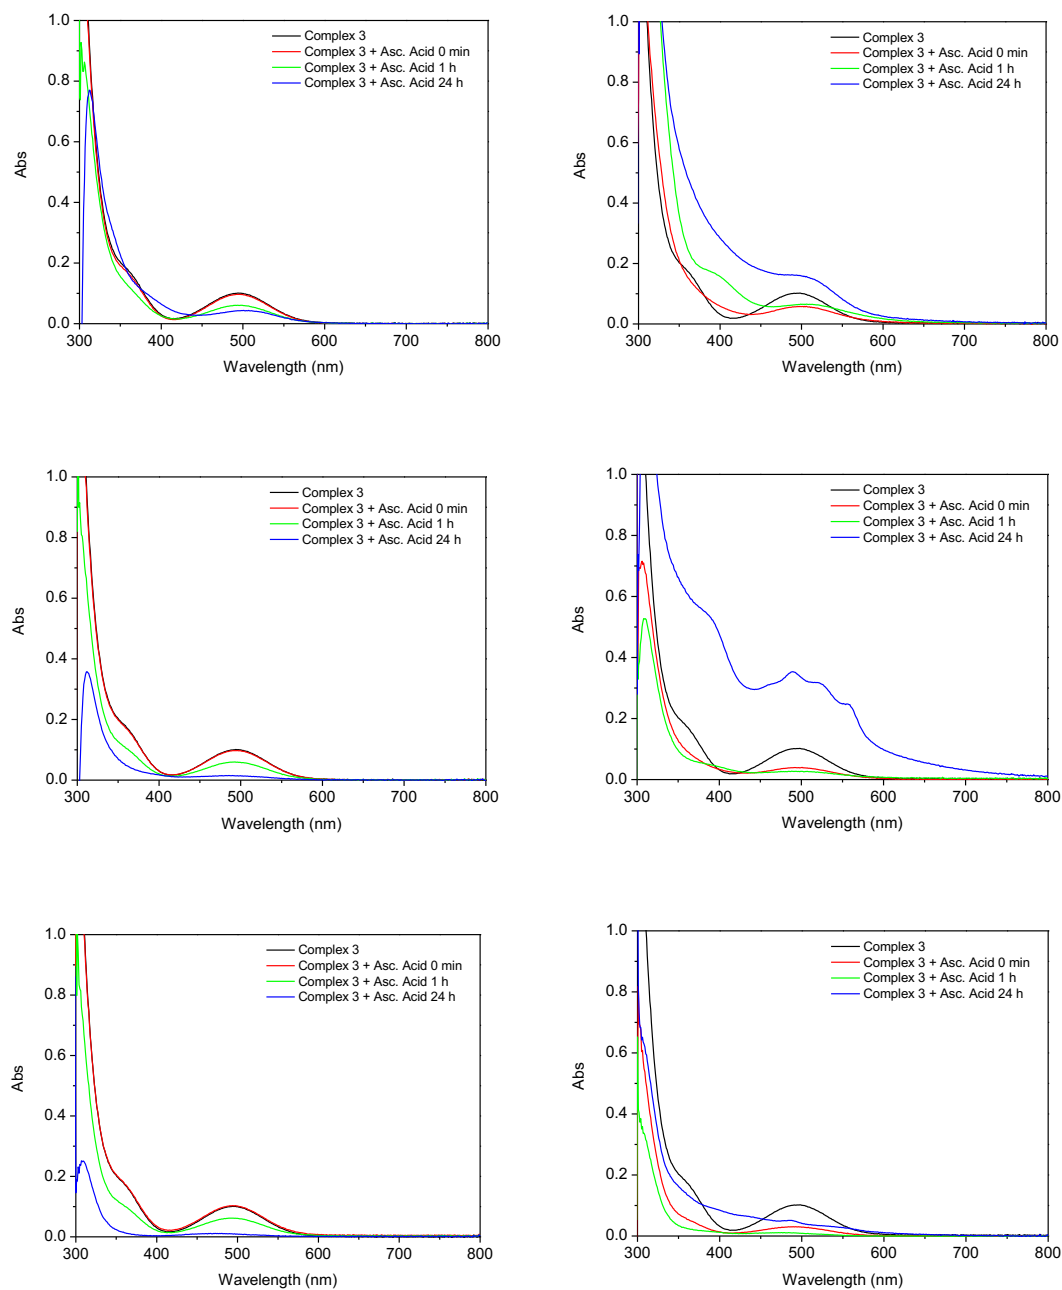 1.0
0.8
0.6
0.4
0.2
0.0
Abs
300 400 500 600 700 800
Wavelength (nm)
Complex 3
Complex 3 + Asc. Acid 0 min
Complex 3 + Asc. Acid 1 h
Complex 3 + Asc. Acid 24 h
1.0
0.8
0.6
0.4
0.2
0.0
Abs
300 400 500 600 700 800
Wavelength (nm)
Complex 3
Complex 3 + Asc. Acid 0 min
Complex 3 + Asc. Acid 1 h
Complex 3 + Asc. Acid 24 h
1.0
0.8
0.6
0.4
0.2
0.0
Abs
300 400 500 600 700 800
Wavelength (nm)
Complex 3
Complex 3 + Asc. Acid 0 min
Complex 3 + Asc. Acid 1 h
Complex 3 + Asc. Acid 24 h
1.0
0.8
0.6
0.4
0.2
0.0
Abs
300 400 500 600 700 800
Wavelength (nm)
Complex 3
Complex 3 + Asc. Acid 0 min
Complex 3 + Asc. Acid 1 h
Complex 3 + Asc. Acid 24 h
1.0
0.8
0.6
0.4
0.2
0.0
Abs
300 400 500 600 700 800
Wavelength (nm)
Complex 3
Complex 3 + Asc. Acid 0 min
Complex 3 + Asc. Acid 1 h
Complex 3 + Asc. Acid 24 h
1.0
0.8
0.6
0.4
0.2
0.0
Abs
300 400 500 600 700 800
Wavelength (nm)
Complex 3
Complex 3 + Asc. Acid 0 min
Complex 3 + Asc. Acid 1 h
Complex 3 + Asc. Acid 24 h